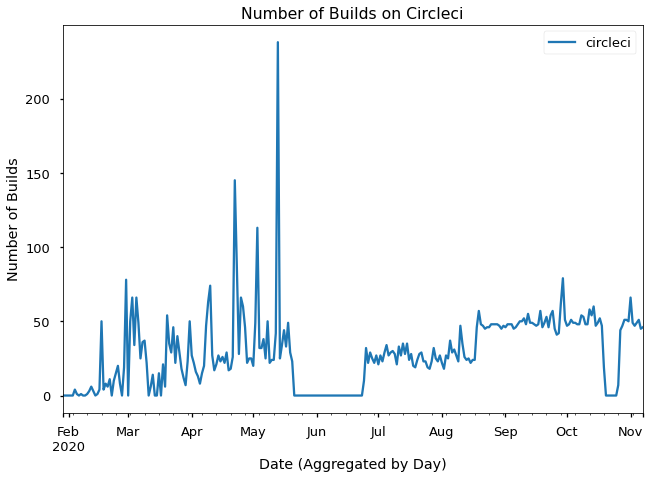 Number of Builds on Circleci
circleci
Number of Builds
200
150
100
50
0
Feb Mar Apr May Jun Jul Aug Sep Oct Nov
2020
Date (Aggregated by Day)